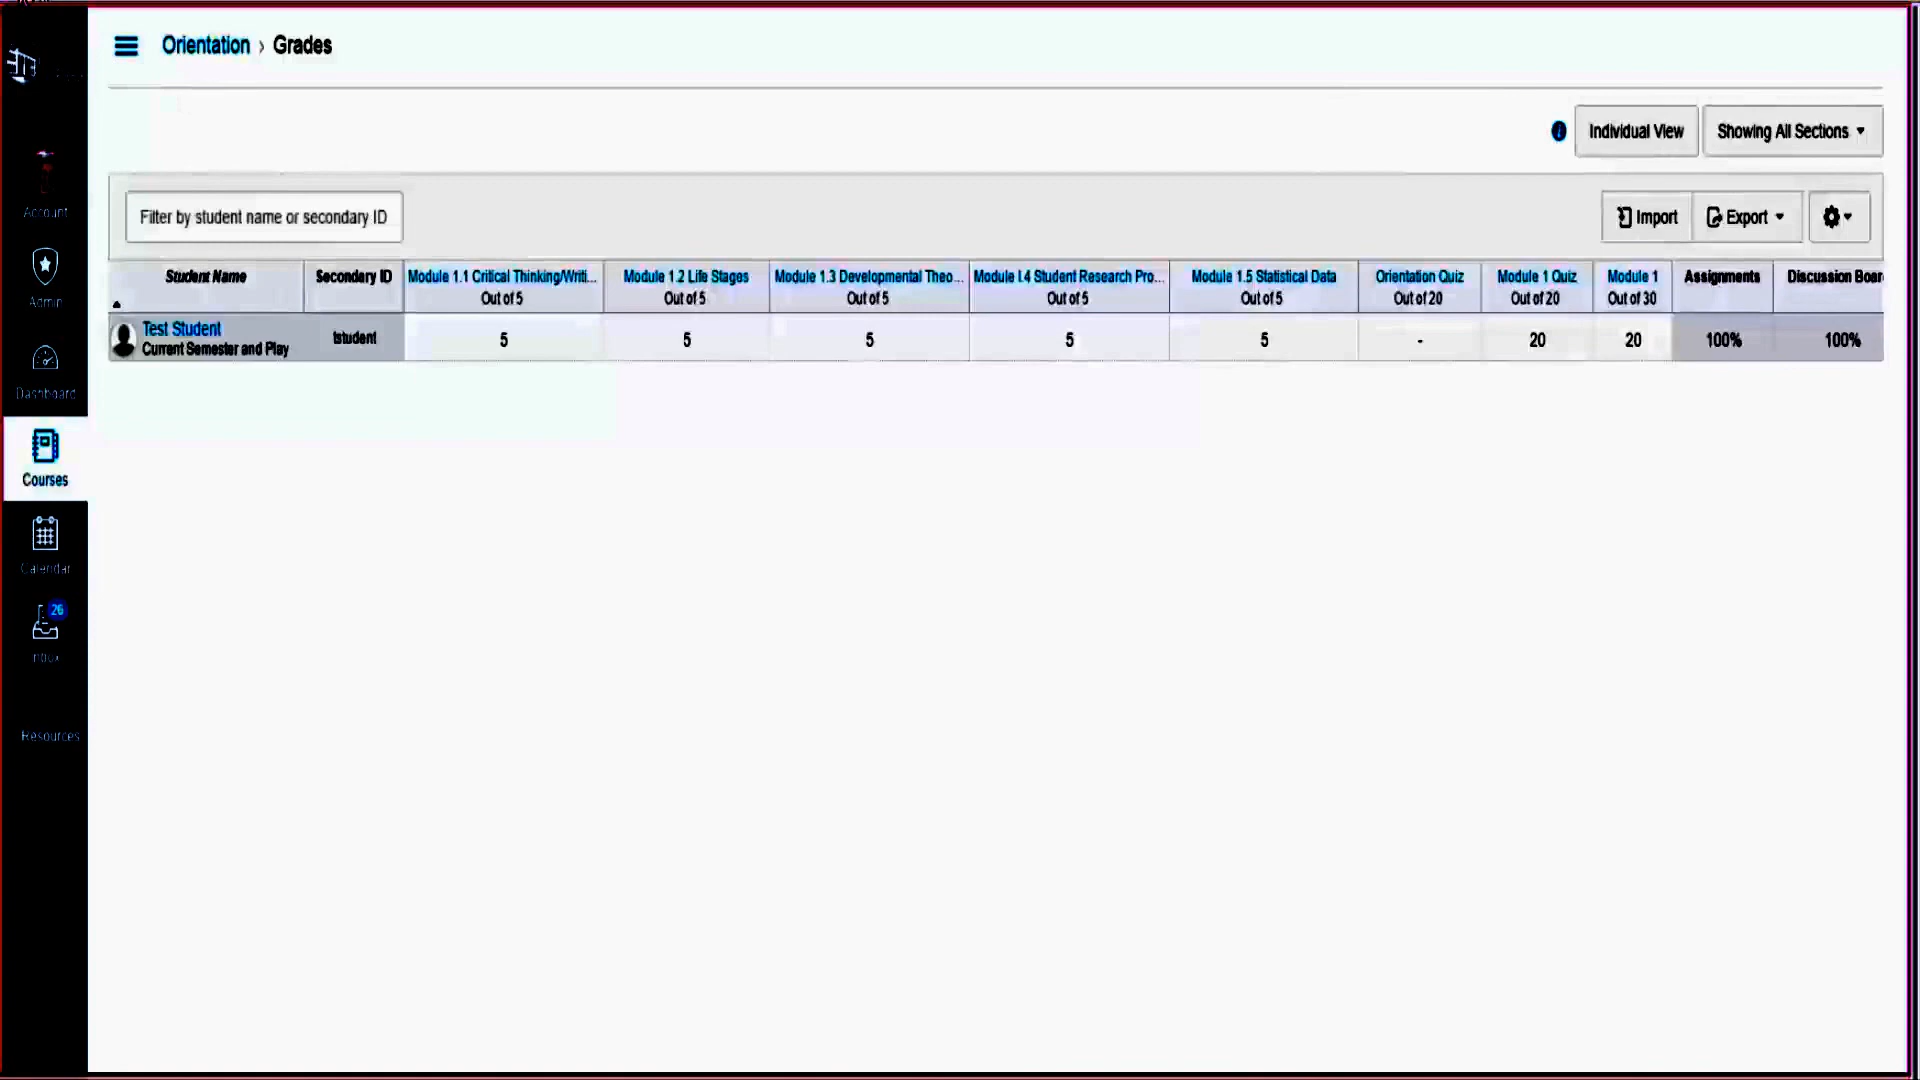 Orientation › Grades
Individual View
Showing All Sections
Filter by student name or secondary ID
Import
Export
Student Name
Secondary ID
Module 1.1 Critical Thinking/Writi...
Out of 5
Module 1.2 Life Stages
Out of 5
Module 1.3 Developmental Theo...
Out of 5
Module I.4 Student Research Pro...
Out of 5
Module 1.5 Statistical Data
Out of 5
Orientation Quiz
Out of 20
Module 1 Quiz
Out of 20
Module 1
Out of 30
Assignments
Discussion Boar
Test Student
Current Semester and Play
tstudent
5
5
5
5
5
-
20
20
100%
100%
Account
Admin
Dashboard
Courses
Calendar
26
Inbox
Resources